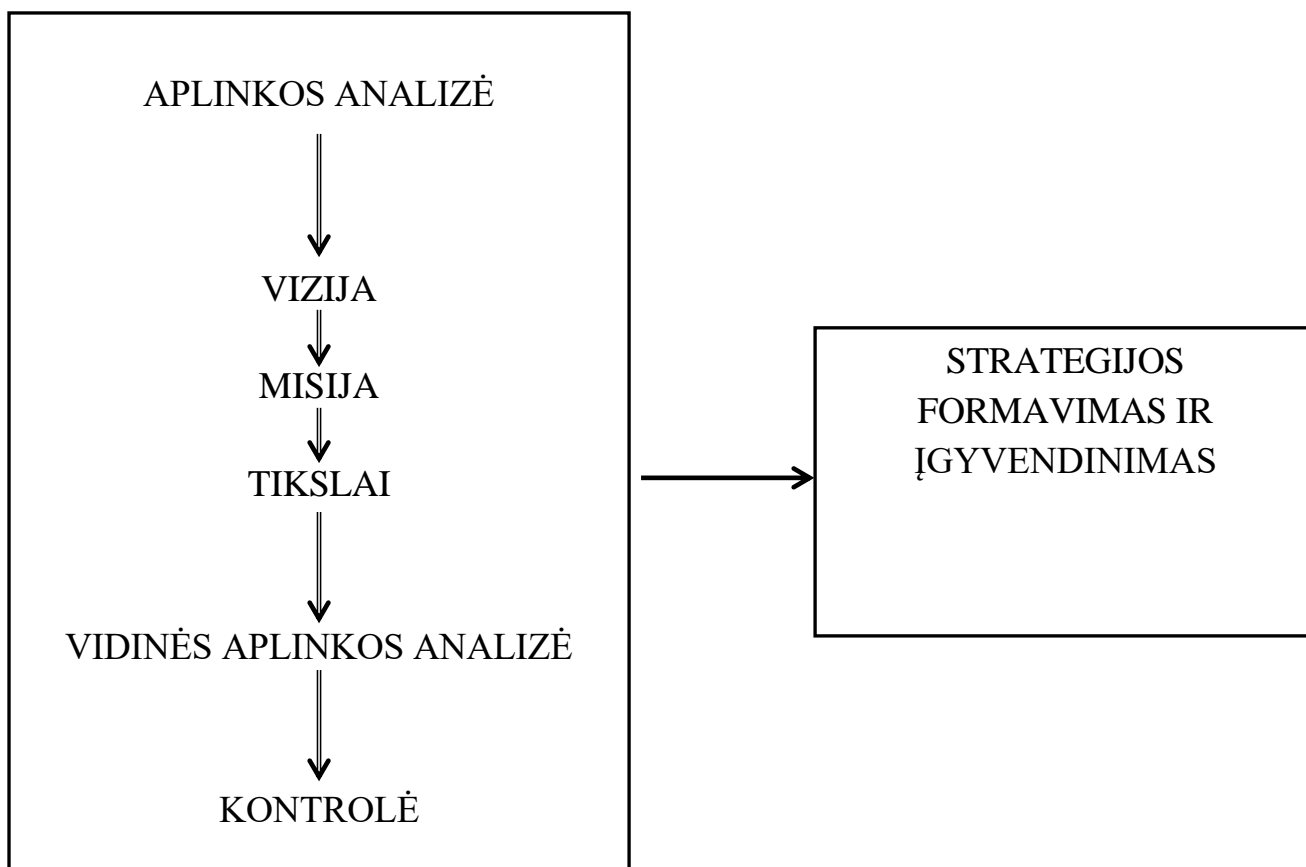 APLINKOS ANALIZĖ
VIZIJA
MISIJA
TIKSLAI
VIDINĖS APLINKOS ANALIZĖ
KONTROLĖ
STRATEGIJOS
FORMAVIMAS IR
ĮGYVENDINIMAS